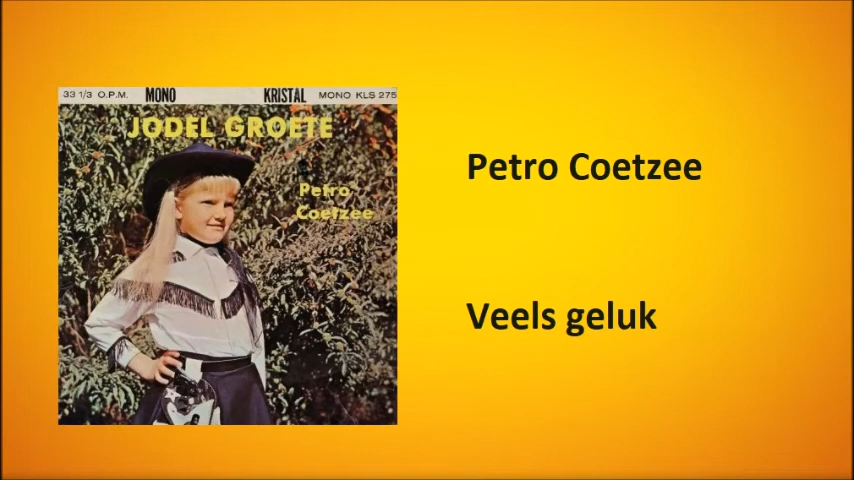 33 1/3 O.P.M. MONO KRISTAL MONO KLS 275
JODEL GROETE
Petro
Coetzee
Petro Coetzee
Veels geluk